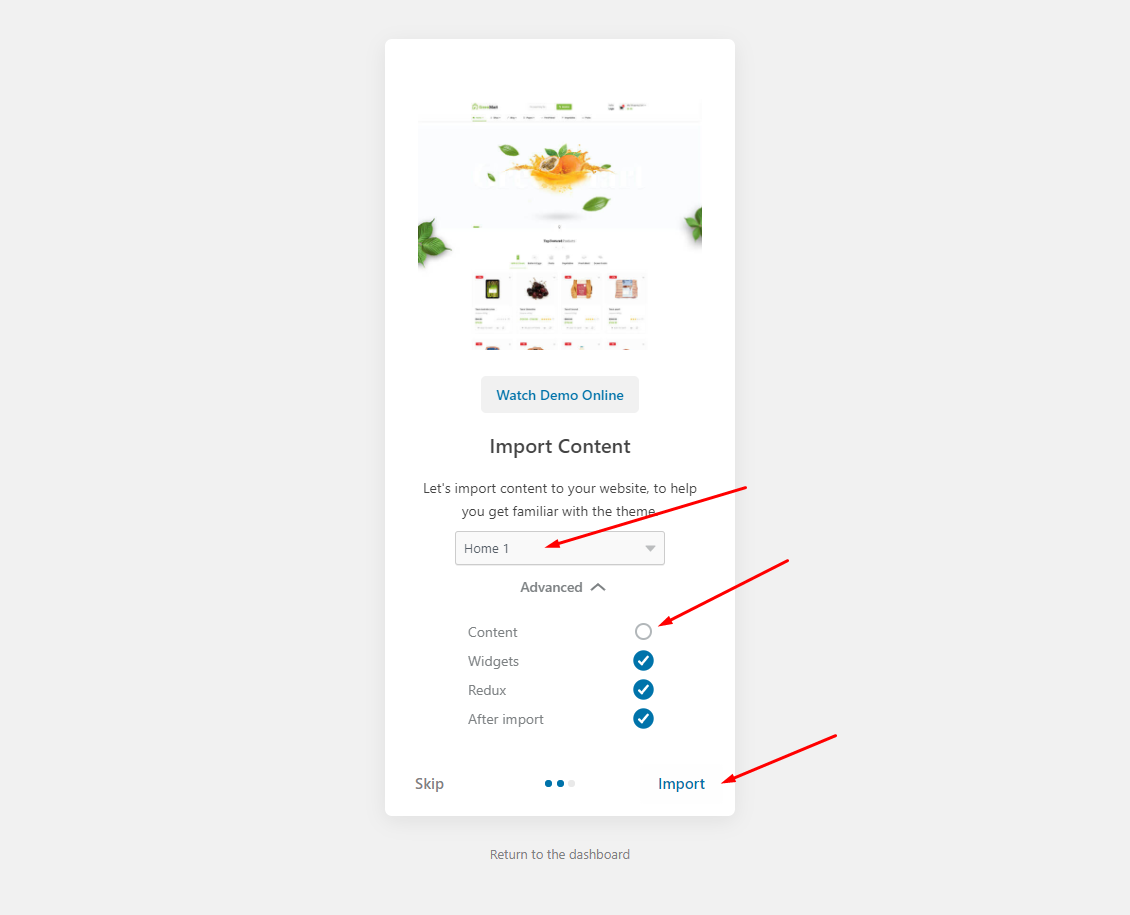 Watch Demo Online
Import Content
Let's import content to your website, to help
you get familiar with the theme
Home 1
Advanced
Content
Widgets
Redux
After import
Skip
Import
Return to the dashboard